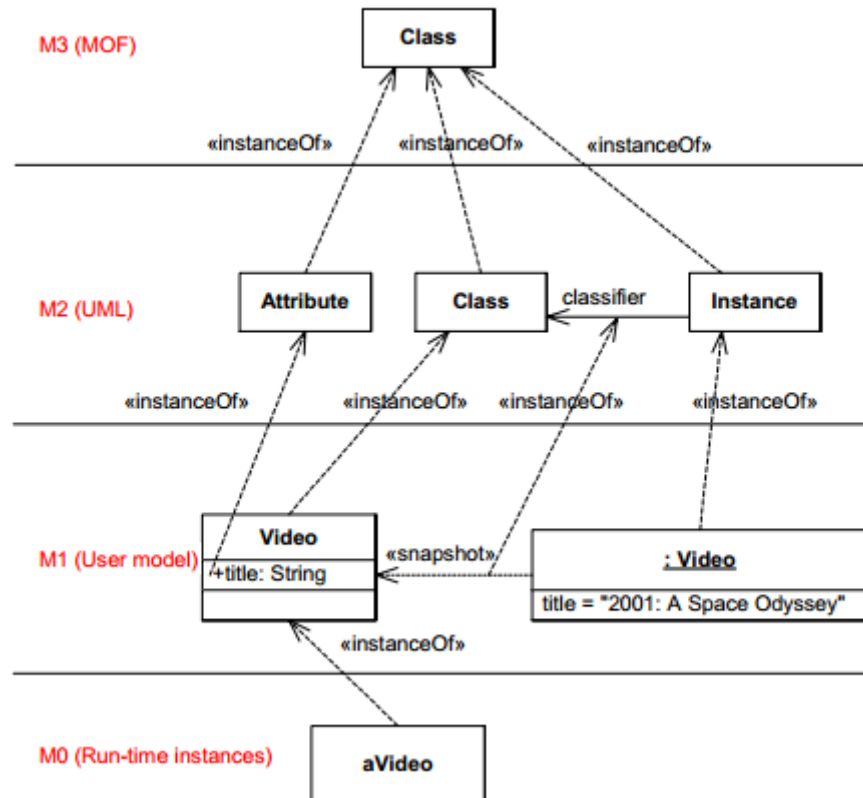 Class
M3 (MOF)
«instanceOf» «instanceOf» «instanceOf»
Attribute Class classifier Instance
M2 (UML)
«instanceOf» «instanceOf» «instanceOf» «instanceOf»
Video
+title: String
«snapshot»
: Video
title = "2001: A Space Odyssey"
M1 (User model)
«instanceOf»
M0 (Run-time instances)
aVideo